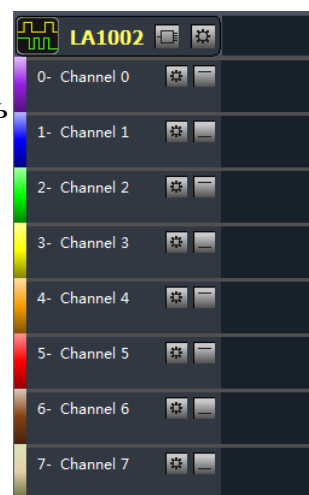 LA1002
0- Channel 0
1- Channel 1
2- Channel 2
3- Channel 3
4- Channel 4
5- Channel 5
6- Channel 6
7- Channel 7